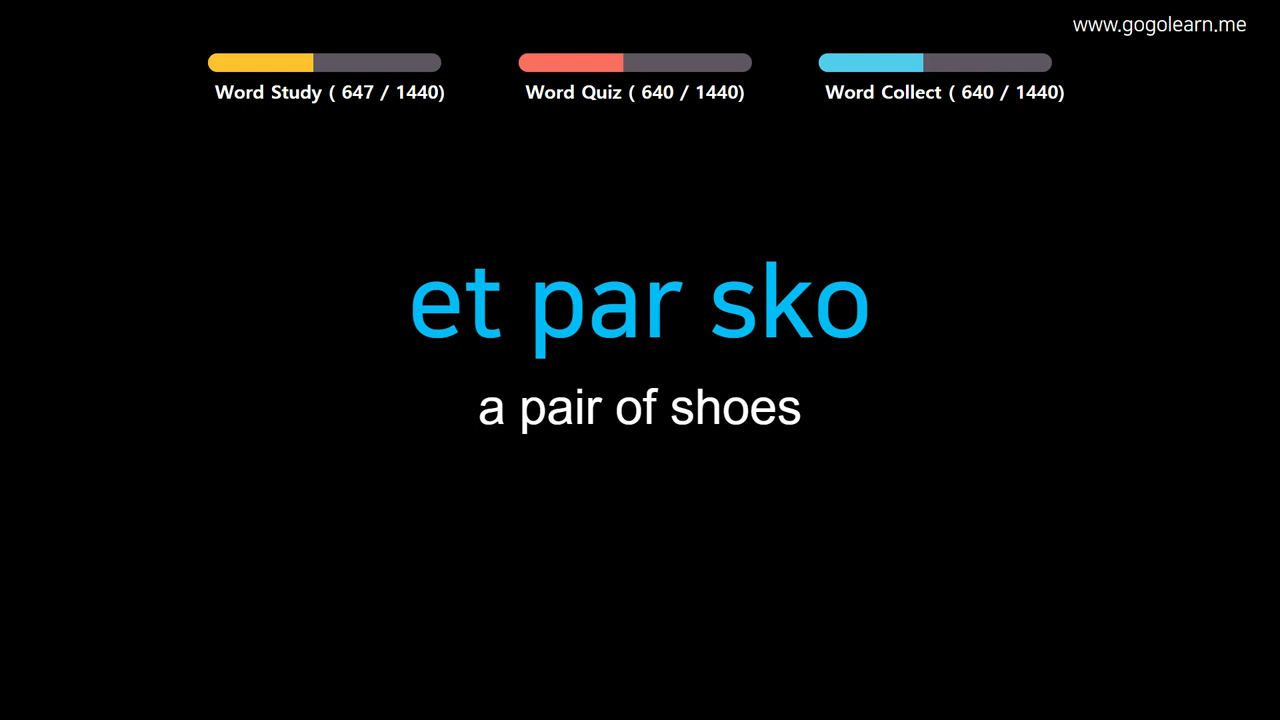 www.gogolearn.me
Word Study ( 647 / 1440)
Word Quiz ( 640 / 1440)
Word Collect ( 640 / 1440)
et par sko
a pair of shoes